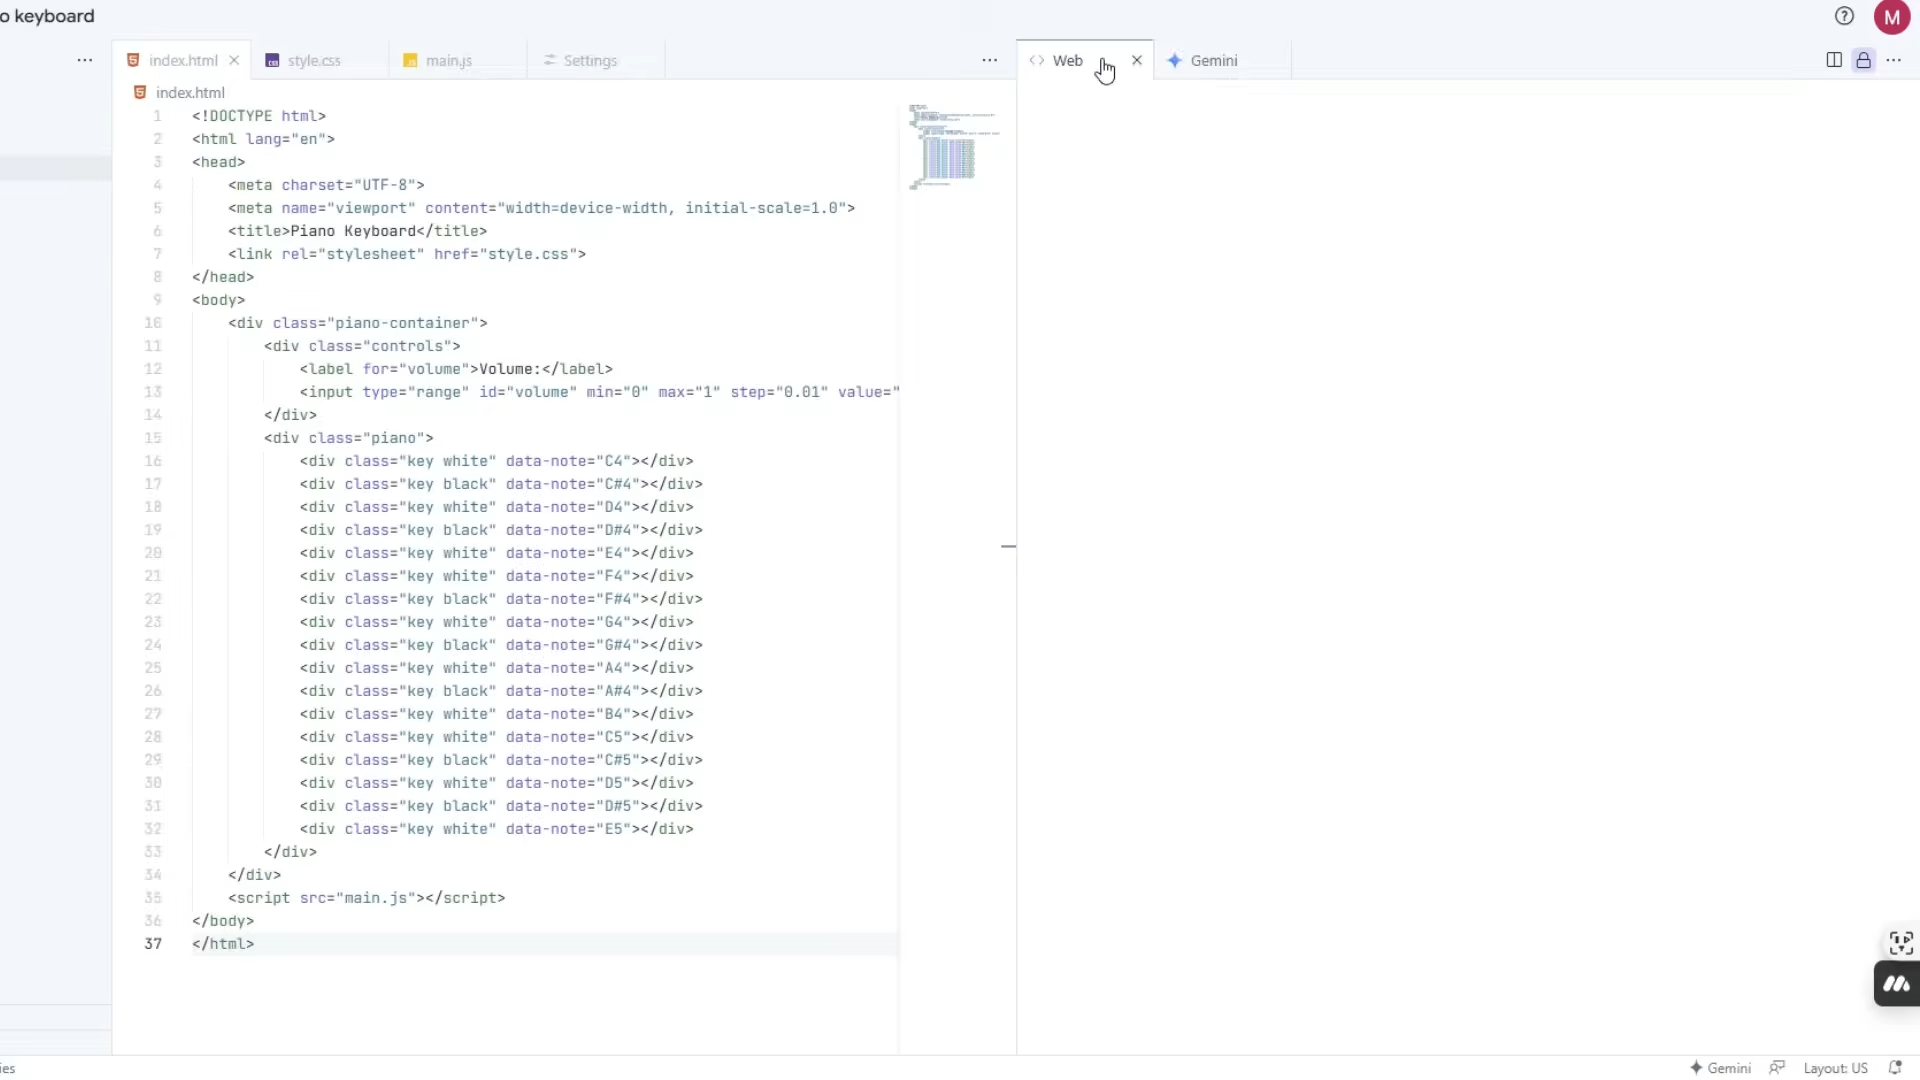 o keyboard
M
index.html
style.css
main.js
Settings
Web
Gemini
index.html
1 <!DOCTYPE html>
2 <html lang="en">
3 <head>
4 <meta charset="UTF-8">
5 <meta name="viewport" content="width=device-width, initial-scale=1.0">
6 <title>Piano Keyboard</title>
7 <link rel="stylesheet" href="style.css">
8 </head>
9 <body>
10 <div class="piano-container">
11 <div class="controls">
12 <label for="volume">Volume:</label>
13 <input type="range" id="volume" min="0" max="1" step="0.01" value="
14 </div>
15 <div class="piano">
16 <div class="key white" data-note="C4"></div>
17 <div class="key black" data-note="C#4"></div>
18 <div class="key white" data-note="D4"></div>
19 <div class="key black" data-note="D#4"></div>
20 <div class="key white" data-note="E4"></div>
21 <div class="key white" data-note="F4"></div>
22 <div class="key black" data-note="F#4"></div>
23 <div class="key white" data-note="G4"></div>
24 <div class="key black" data-note="G#4"></div>
25 <div class="key white" data-note="A4"></div>
26 <div class="key black" data-note="A#4"></div>
27 <div class="key white" data-note="B4"></div>
28 <div class="key white" data-note="C5"></div>
29 <div class="key black" data-note="C#5"></div>
30 <div class="key white" data-note="D5"></div>
31 <div class="key black" data-note="D#5"></div>
32 <div class="key white" data-note="E5"></div>
33 </div>
34 </div>
35 <script src="main.js"></script>
36 </body>
37 </html>
ies
Gemini
Layout: US